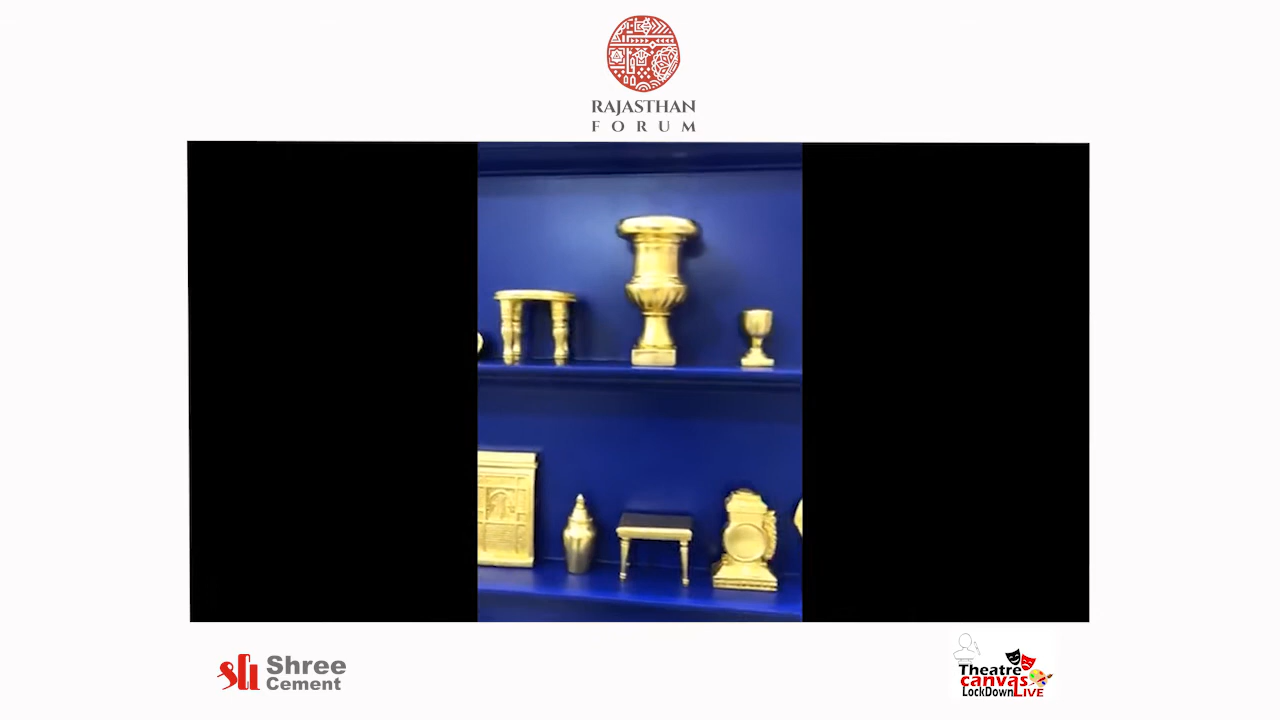 RAJASTHAN
FORUM
Shree
Cement
Theatre
canvas
LockDown LIVE